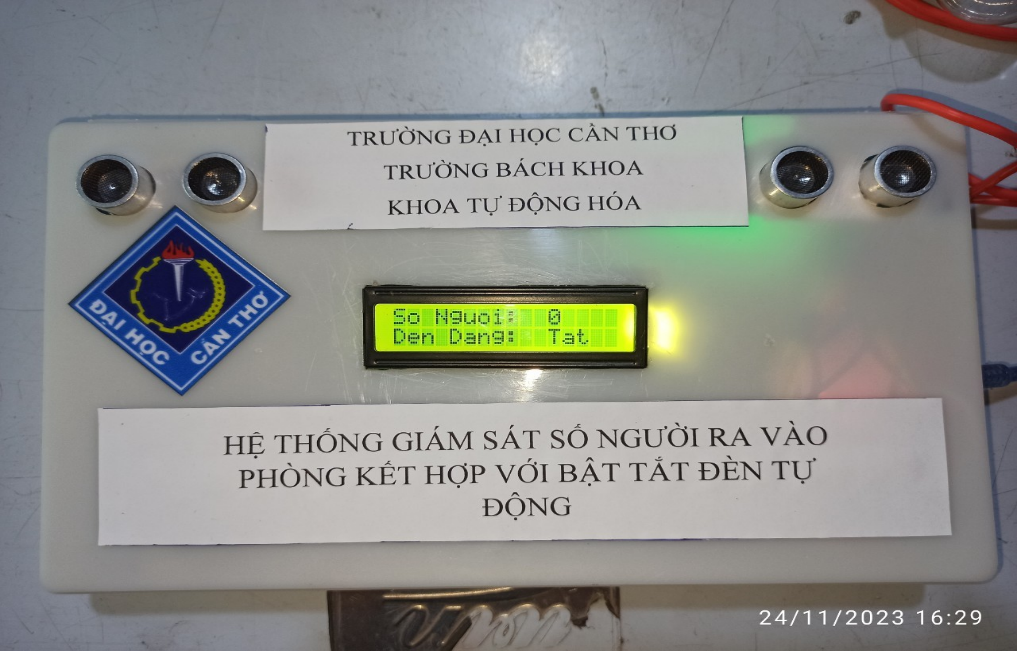 TRƯỜNG ĐẠI HỌC CẦN THƠ
TRƯỜNG BÁCH KHOA
KHOA TỰ ĐỘNG HÓA
ĐẠI HỌC CẦN THƠ
So Nguoi: 0
Den Dang: Tat
HỆ THỐNG GIÁM SÁT SỐ NGƯỜI RA VÀO
PHÒNG KẾT HỢP VỚI BẬT TẮT ĐÈN TỰ
ĐỘNG
24/11/2023 16:29